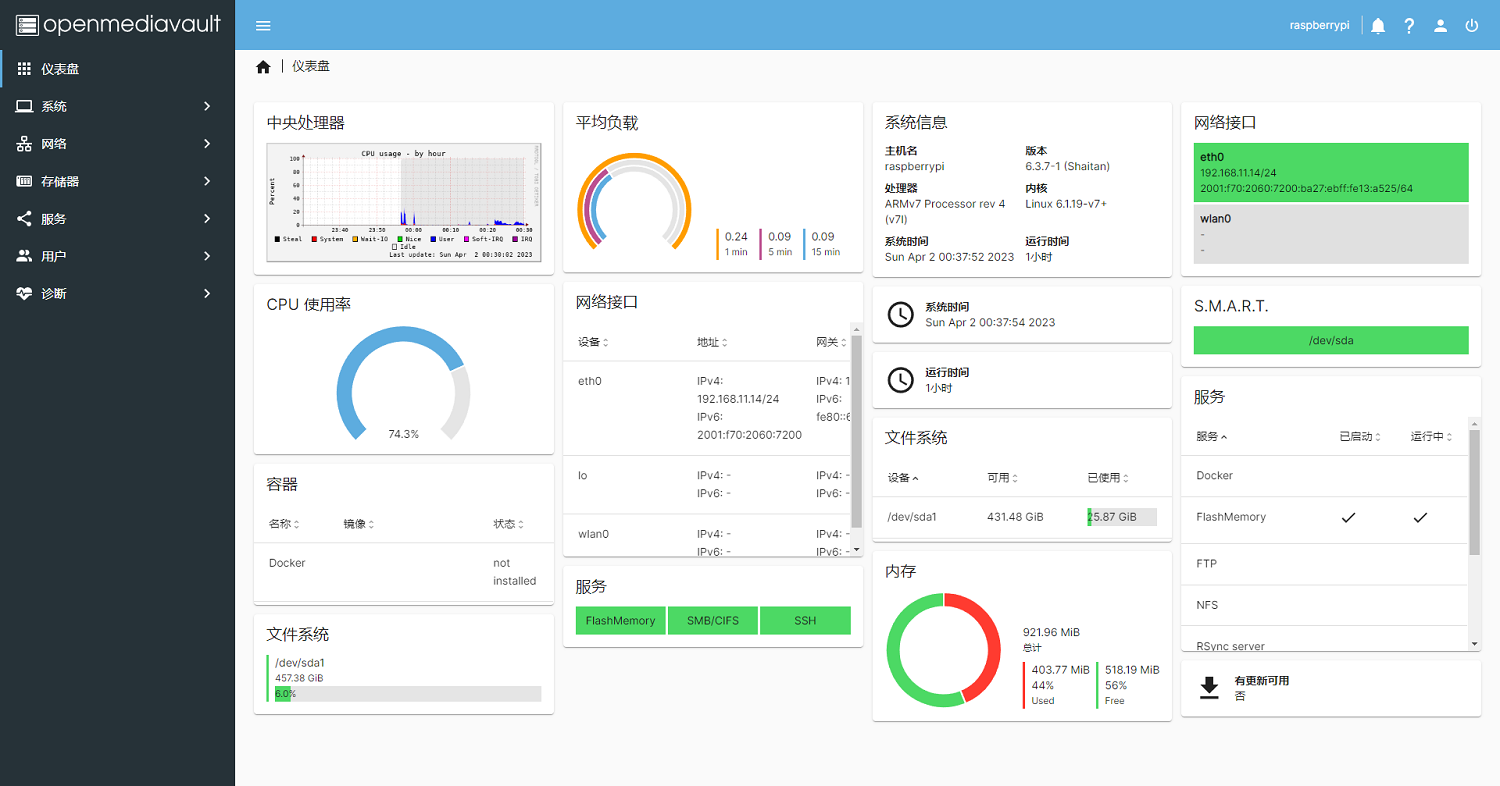 openmediavault
raspberrypi
仪表盘
系统
网络
存储器
服务
用户
诊断
仪表盘
中央处理器
CPU usage - by hour
Percent
100
80
60
40
20
0
23:40 23:50 00:00 00:10 00:20 00:30
Steal System Wait-IO Nice User Soft-IRQ IRQ
Idle
Last update: Sun Apr 2 00:30:02 2023
CPU 使用率
74.3%
容器
名称 镜像 状态
Docker not
installed
文件系统
/dev/sda1
457.38 GiB
6.0%
平均负载
0.24 0.09 0.09
1 min 5 min 15 min
网络接口
设备 地址 网关
eth0 IPv4: IPv4: 1
192.168.11.14/24 IPv6:
IPv6: fe80::6
2001:f70:2060:7200
lo IPv4: - IPv4: -
IPv6: - IPv6: -
wlan0 IPv4: - IPv4: -
IPv6: - IPv6: -
服务
FlashMemory SMB/CIFS SSH
系统信息
主机名 版本
raspberrypi 6.3.7-1 (Shaitan)
处理器 内核
ARMv7 Processor rev 4 Linux 6.1.19-v7+
(v7l)
系统时间 运行时间
Sun Apr 2 00:37:52 2023 1小时
系统时间
Sun Apr 2 00:37:54 2023
运行时间
1小时
文件系统
设备 可用 已使用
/dev/sda1 431.48 GiB 25.87 GiB
内存
921.96 MiB
总计
403.77 MiB 518.19 MiB
44% 56%
Used Free
网络接口
eth0
192.168.11.14/24
2001:f70:2060:7200:ba27:ebff:fe13:a525/64
wlan0
-
-
S.M.A.R.T.
/dev/sda
服务
服务 已启动 运行中
Docker
FlashMemory
FTP
NFS
RSync server
有更新可用
否